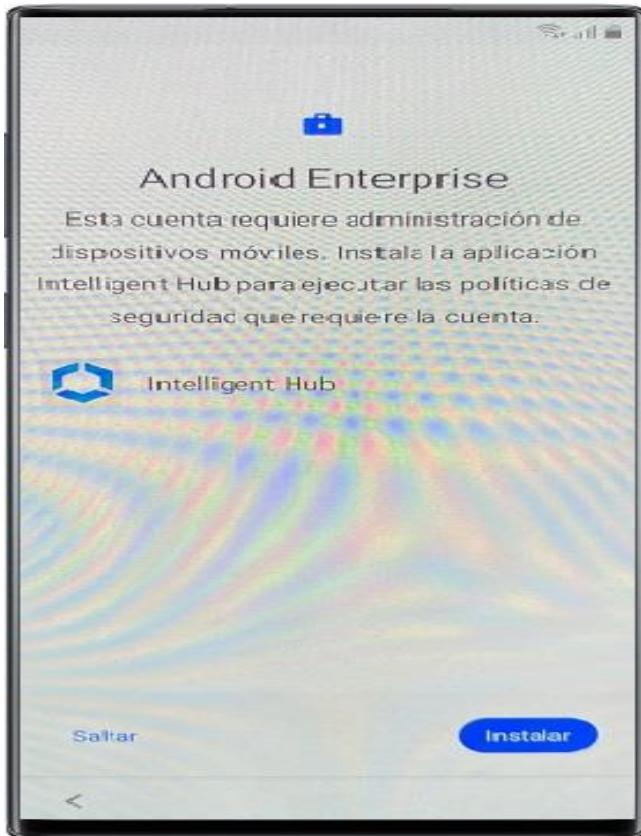 Android Enterprise
Esta cuenta requiere administración de
dispositivos móviles. Instala la aplicación
Intelligent Hub para ejecutar las políticas de
seguridad que requiere la cuenta.
Intelligent Hub
Saltar
Instalar